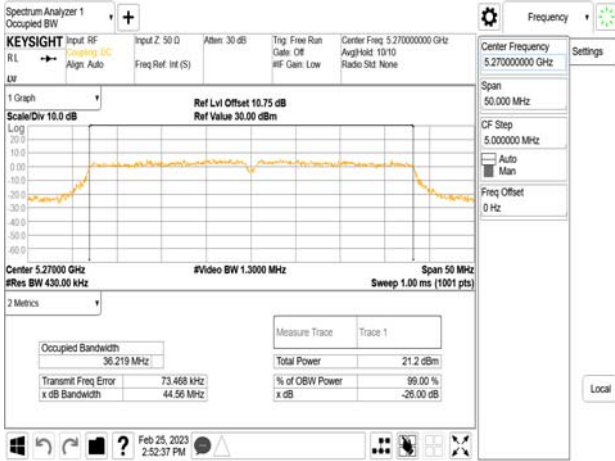 Spectrum Analyzer 1
Occupied BW
Frequency
KEYSIGHT
Input: RF
Coupling: DC
Align: Auto
Input Z: 50 Ω
Freq Ref: Int (S)
Atten: 30 dB
Trig: Free Run
Gate: Off
#IF Gain: Low
Center Freq: 5.270000000 GHz
Avg|Hold: 10/10
Radio Std: None
RL
LXI
Center Frequency
5.270000000 GHz
Settings
Span
50.000 MHz
CF Step
5.000000 MHz
Auto
Man
Freq Offset
0 Hz
Local
1 Graph
Scale/Div 10.0 dB
Ref Lvl Offset 10.75 dB
Ref Value 30.00 dBm
Log
20.0
10.0
0.00
-10.0
-20.0
-30.0
-40.0
-50.0
-60.0
Center 5.27000 GHz
#Res BW 430.00 kHz
#Video BW 1.3000 MHz
Span 50 MHz
Sweep 1.00 ms (1001 pts)
2 Metrics
Measure Trace
Trace 1
Occupied Bandwidth
36.219 MHz
Total Power
21.2 dBm
Transmit Freq Error
73.468 kHz
% of OBW Power
99.00 %
x dB Bandwidth
44.56 MHz
x dB
-26.00 dB
?
Feb 25, 2023
2:52:37 PM